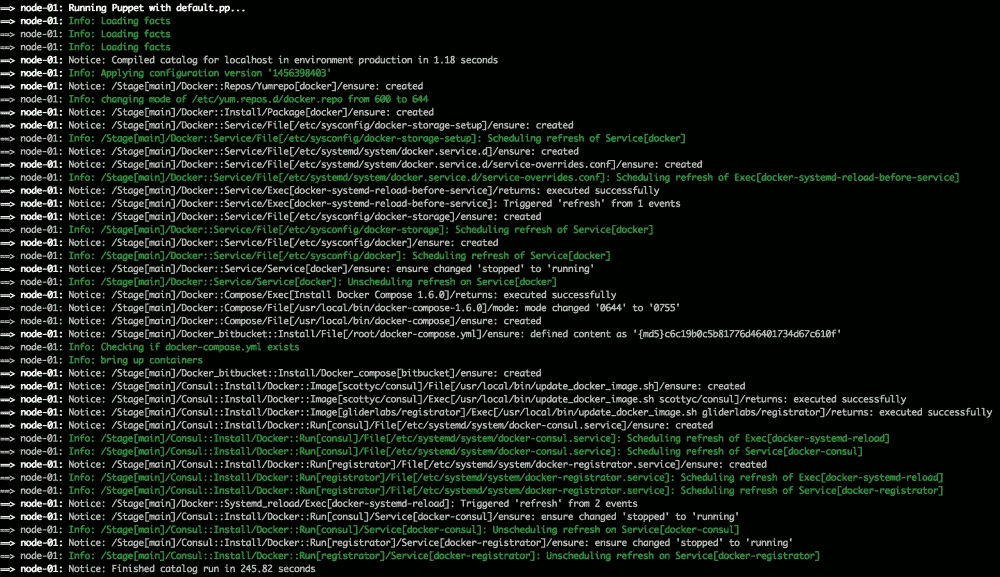 ==> node-01: Running Puppet with default.pp...
==> node-01: Info: Loading facts
==> node-01: Info: Loading facts
==> node-01: Info: Loading facts
==> node-01: Notice: Compiled catalog for localhost in environment production in 1.18 seconds
==> node-01: Info: Applying configuration version '1456398403'
==> node-01: Notice: /Stage[main]/Docker::Repos/Yumrepo[docker]/ensure: created
==> node-01: Info: changing mode of /etc/yum.repos.d/docker.repo from 600 to 644
==> node-01: Notice: /Stage[main]/Docker::Install/Package[docker]/ensure: created
==> node-01: Notice: /Stage[main]/Docker::Service/File[/etc/sysconfig/docker-storage-setup]/ensure: created
==> node-01: Info: /Stage[main]/Docker::Service/File[/etc/sysconfig/docker-storage-setup]: Scheduling refresh of Service[docker]
==> node-01: Notice: /Stage[main]/Docker::Service/File[/etc/systemd/system/docker.service.d]/ensure: created
==> node-01: Notice: /Stage[main]/Docker::Service/File[/etc/systemd/system/docker.service.d/service-overrides.conf]/ensure: created
==> node-01: Info: /Stage[main]/Docker::Service/File[/etc/systemd/system/docker.service.d/service-overrides.conf]: Scheduling refresh of Exec[docker-systemd-reload-before-service]
==> node-01: Notice: /Stage[main]/Docker::Service/Exec[docker-systemd-reload-before-service]/returns: executed successfully
==> node-01: Notice: /Stage[main]/Docker::Service/Exec[docker-systemd-reload-before-service]: Triggered 'refresh' from 1 events
==> node-01: Notice: /Stage[main]/Docker::Service/File[/etc/sysconfig/docker-storage]/ensure: created
==> node-01: Info: /Stage[main]/Docker::Service/File[/etc/sysconfig/docker-storage]: Scheduling refresh of Service[docker]
==> node-01: Notice: /Stage[main]/Docker::Service/File[/etc/sysconfig/docker]/ensure: created
==> node-01: Info: /Stage[main]/Docker::Service/File[/etc/sysconfig/docker]: Scheduling refresh of Service[docker]
==> node-01: Notice: /Stage[main]/Docker::Service/Service[docker]/ensure: ensure changed 'stopped' to 'running'
==> node-01: Info: /Stage[main]/Docker::Service/Service[docker]: Unscheduling refresh on Service[docker]
==> node-01: Notice: /Stage[main]/Docker::Compose/Exec[Install Docker Compose 1.6.0]/returns: executed successfully
==> node-01: Notice: /Stage[main]/Docker::Compose/File[/usr/local/bin/docker-compose-1.6.0]/mode: mode changed '0644' to '0755'
==> node-01: Notice: /Stage[main]/Docker::Compose/File[/usr/local/bin/docker-compose]/ensure: created
==> node-01: Notice: /Stage[main]/Docker_bitbucket::Install/File[/root/docker-compose.yml]/ensure: defined content as '{md5}c6c19b0c5b81776d46401734d67c610f'
==> node-01: Info: Checking if docker-compose.yml exists
==> node-01: Info: bring up containers
==> node-01: Notice: /Stage[main]/Docker_bitbucket::Install/Docker_compose[bitbucket]/ensure: created
==> node-01: Notice: /Stage[main]/Consul::Install/Docker::Image[scottyc/consul]/File[/usr/local/bin/update_docker_image.sh]/ensure: created
==> node-01: Notice: /Stage[main]/Consul::Install/Docker::Image[scottyc/consul]/Exec[/usr/local/bin/update_docker_image.sh scottyc/consul]/returns: executed successfully
==> node-01: Notice: /Stage[main]/Consul::Install/Docker::Image[gliderlabs/registrator]/Exec[/usr/local/bin/update_docker_image.sh gliderlabs/registrator]/returns: executed successfully
==> node-01: Notice: /Stage[main]/Consul::Install/Docker::Run[consul]/File[/etc/systemd/system/docker-consul.service]/ensure: created
==> node-01: Info: /Stage[main]/Consul::Install/Docker::Run[consul]/File[/etc/systemd/system/docker-consul.service]: Scheduling refresh of Exec[docker-systemd-reload]
==> node-01: Info: /Stage[main]/Consul::Install/Docker::Run[consul]/File[/etc/systemd/system/docker-consul.service]: Scheduling refresh of Service[docker-consul]
==> node-01: Notice: /Stage[main]/Consul::Install/Docker::Run[registrator]/File[/etc/systemd/system/docker-registrator.service]/ensure: created
==> node-01: Info: /Stage[main]/Consul::Install/Docker::Run[registrator]/File[/etc/systemd/system/docker-registrator.service]: Scheduling refresh of Exec[docker-systemd-reload]
==> node-01: Info: /Stage[main]/Consul::Install/Docker::Run[registrator]/File[/etc/systemd/system/docker-registrator.service]: Scheduling refresh of Service[docker-registrator]
==> node-01: Notice: /Stage[main]/Docker::Systemd_reload/Exec[docker-systemd-reload]: Triggered 'refresh' from 2 events
==> node-01: Notice: /Stage[main]/Consul::Install/Docker::Run[consul]/Service[docker-consul]/ensure: ensure changed 'stopped' to 'running'
==> node-01: Info: /Stage[main]/Consul::Install/Docker::Run[consul]/Service[docker-consul]: Unscheduling refresh on Service[docker-consul]
==> node-01: Notice: /Stage[main]/Consul::Install/Docker::Run[registrator]/Service[docker-registrator]/ensure: ensure changed 'stopped' to 'running'
==> node-01: Info: /Stage[main]/Consul::Install/Docker::Run[registrator]/Service[docker-registrator]: Unscheduling refresh on Service[docker-registrator]
==> node-01: Notice: Finished catalog run in 245.82 seconds